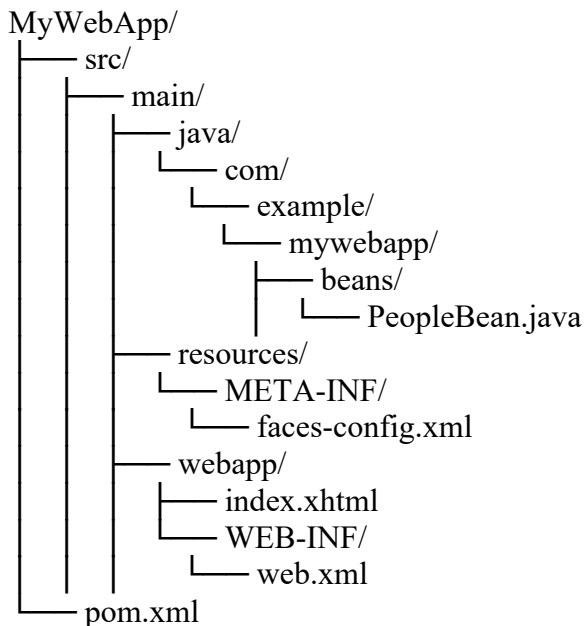 MyWebApp/
src/
main/
java/
com/
example/
mywebapp/
beans/
PeopleBean.java
resources/
META-INF/
faces-config.xml
webapp/
index.xhtml
WEB-INF/
web.xml
pom.xml